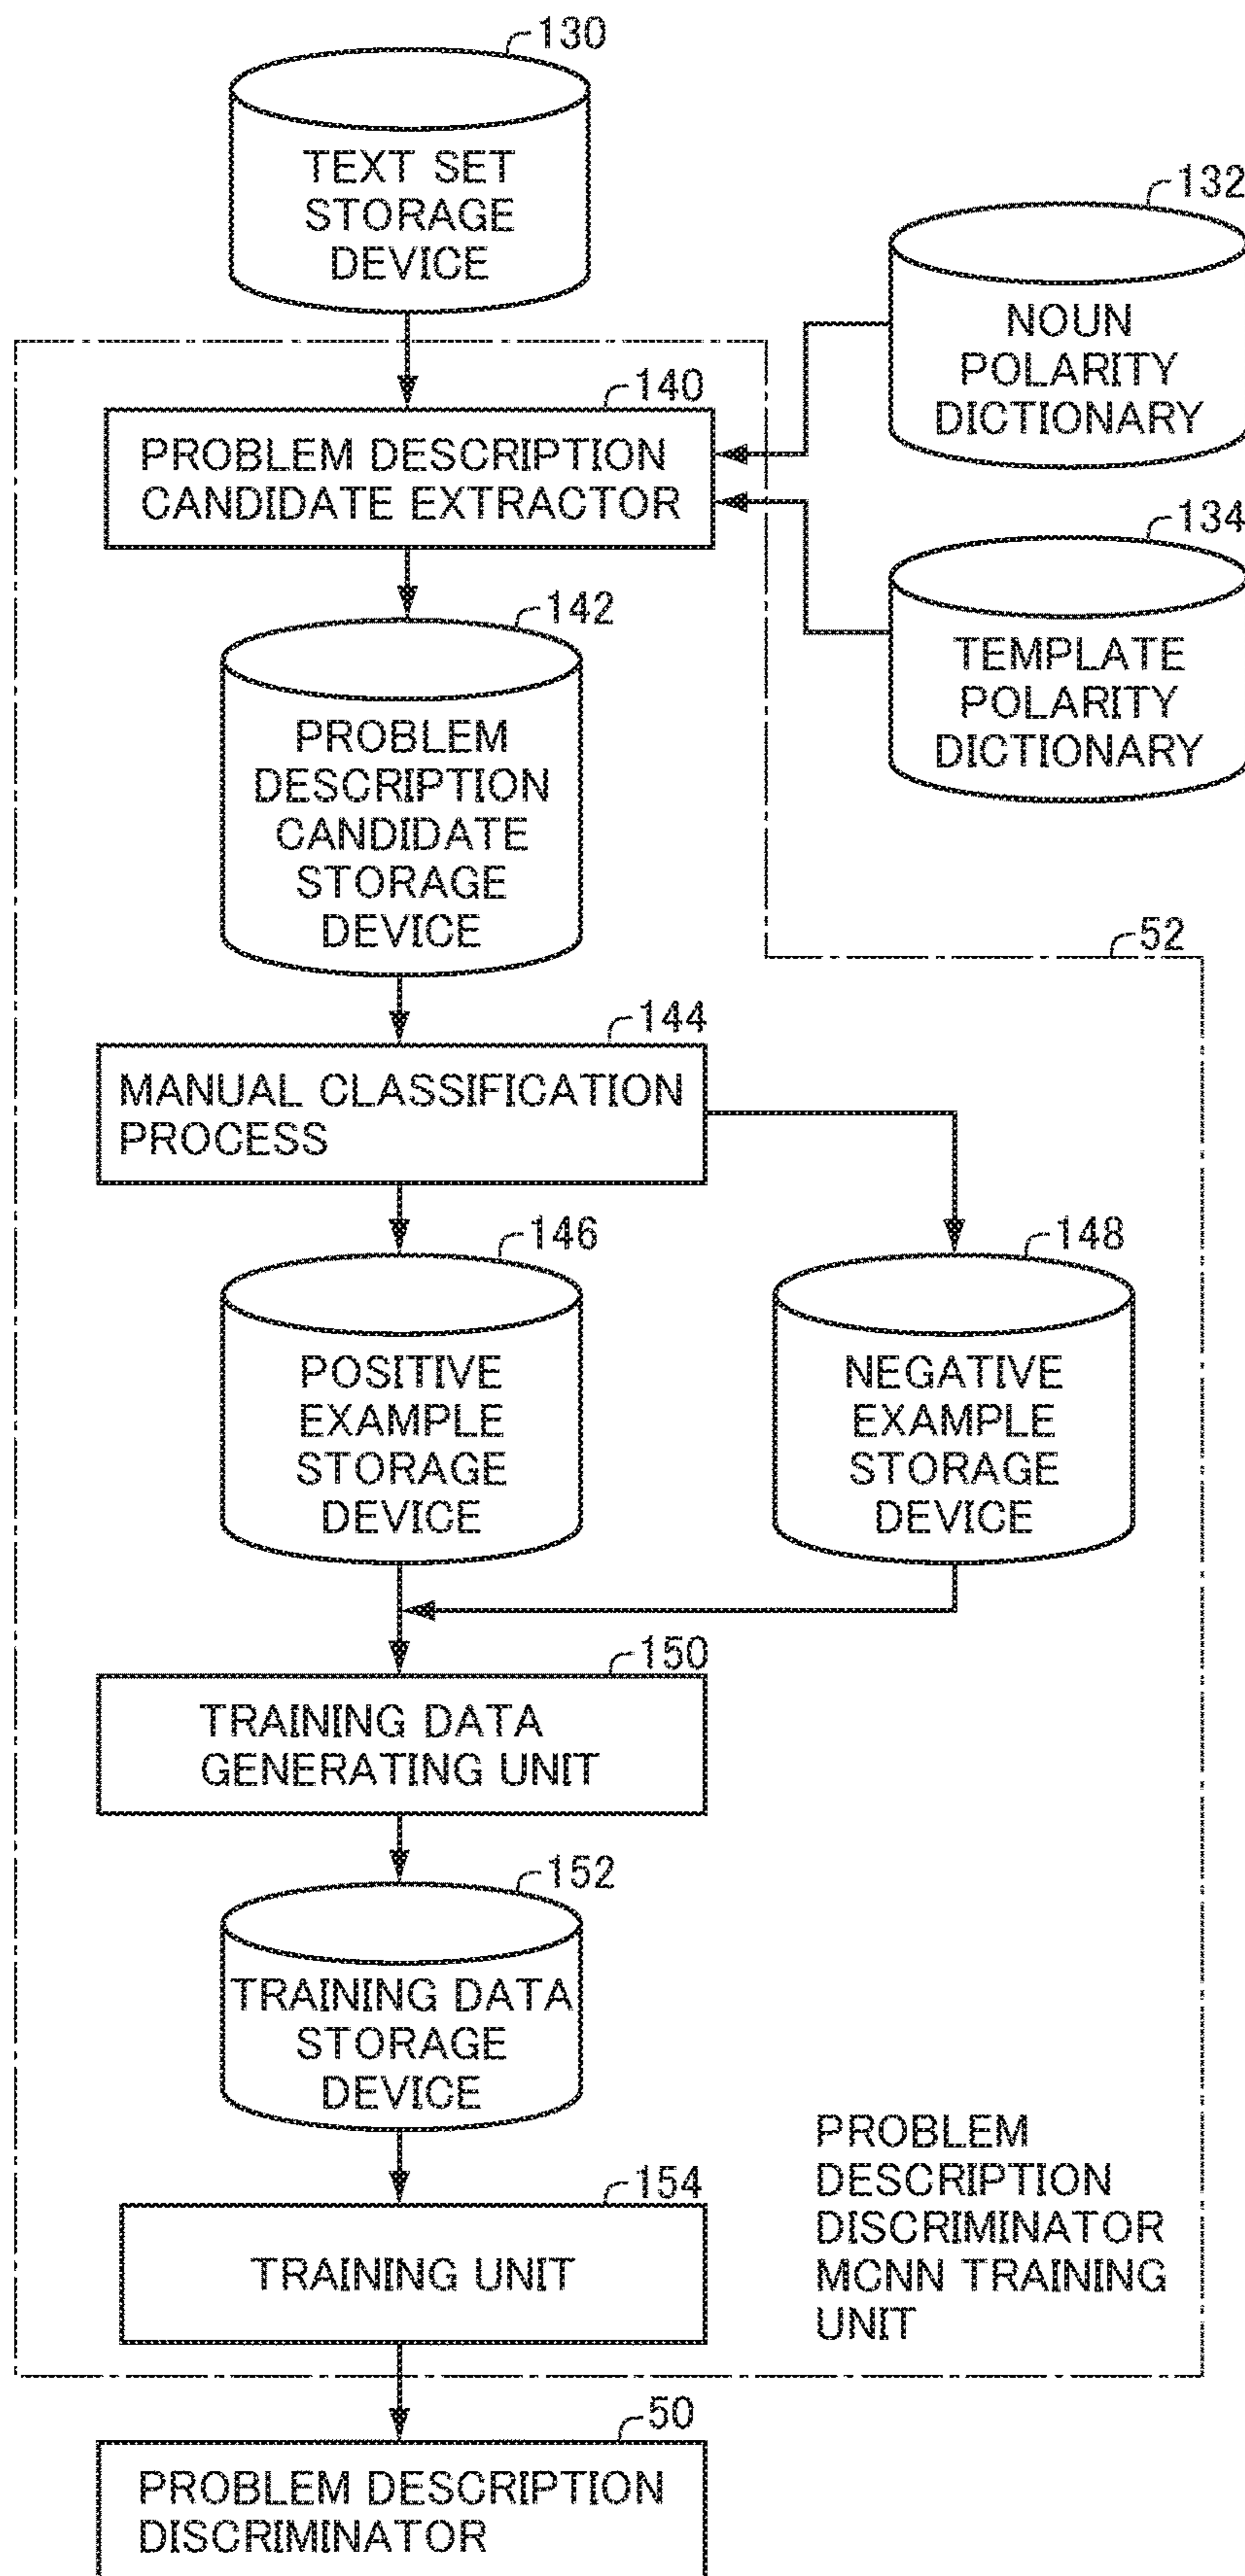 130
TEXT SET
STORAGE
DEVICE
132
NOUN
POLARITY
DICTIONARY
140
PROBLEM DESCRIPTION
CANDIDATE EXTRACTOR
134
TEMPLATE
POLARITY
DICTIONARY
142
PROBLEM
DESCRIPTION
CANDIDATE
STORAGE
DEVICE
52
144
MANUAL CLASSIFICATION
PROCESS
146
POSITIVE
EXAMPLE
STORAGE
DEVICE
148
NEGATIVE
EXAMPLE
STORAGE
DEVICE
150
TRAINING DATA
GENERATING UNIT
152
TRAINING DATA
STORAGE
DEVICE
PROBLEM
DESCRIPTION
DISCRIMINATOR
MCNN TRAINING
UNIT
154
TRAINING UNIT
50
PROBLEM DESCRIPTION
DISCRIMINATOR